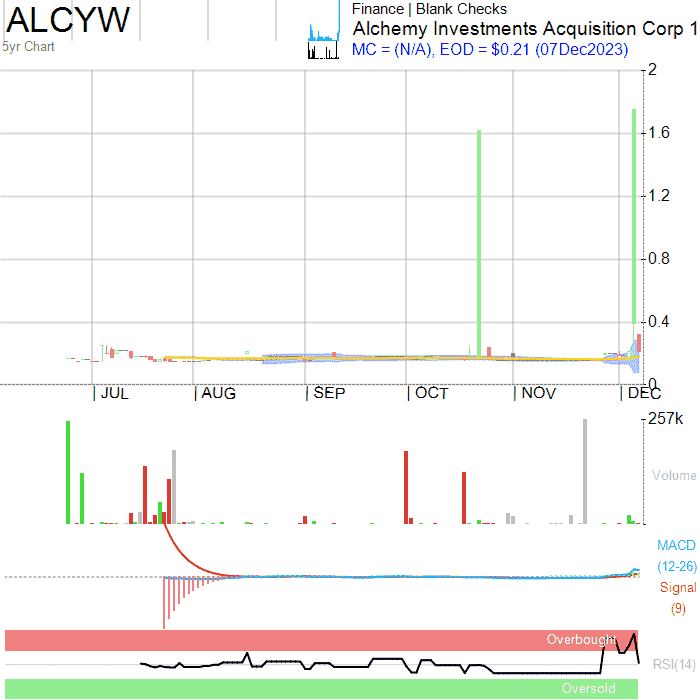 ALCYW
5yr Chart
Finance | Blank Checks
Alchemy Investments Acquisition Corp 1
MC = (N/A), EOD = $0.21 (07Dec2023)
2
1.6
1.2
0.8
0.4
0
JUL
AUG
SEP
OCT
NOV
DEC
257k
Volume
MACD
(12-26)
Signal
(9)
Overbought
RSI(14)
Oversold